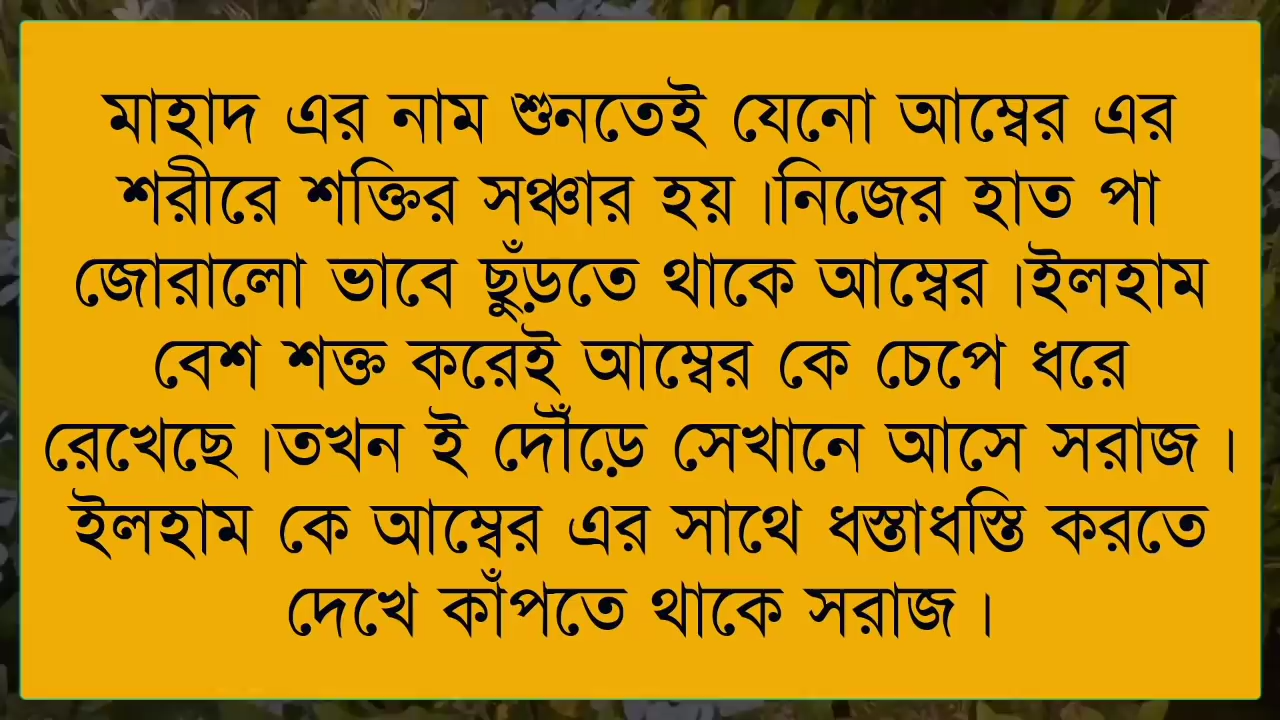 মাহাদ এর নাম শুনতেই যেনো আম্বের এর
শরীরে শক্তির সঞ্চার হয় ।নিজের হাত পা
জোরালো ভাবে ছুঁড়তে থাকে আম্বের ।ইলহাম
বেশ শক্ত করেই আম্বের কে চেপে ধরে
রেখেছে ।তখন ই দৌঁড়ে সেখানে আসে সরাজ ।
ইলহাম কে আম্বের এর সাথে ধস্তাধস্তি করতে
দেখে কাঁপতে থাকে সরাজ ।